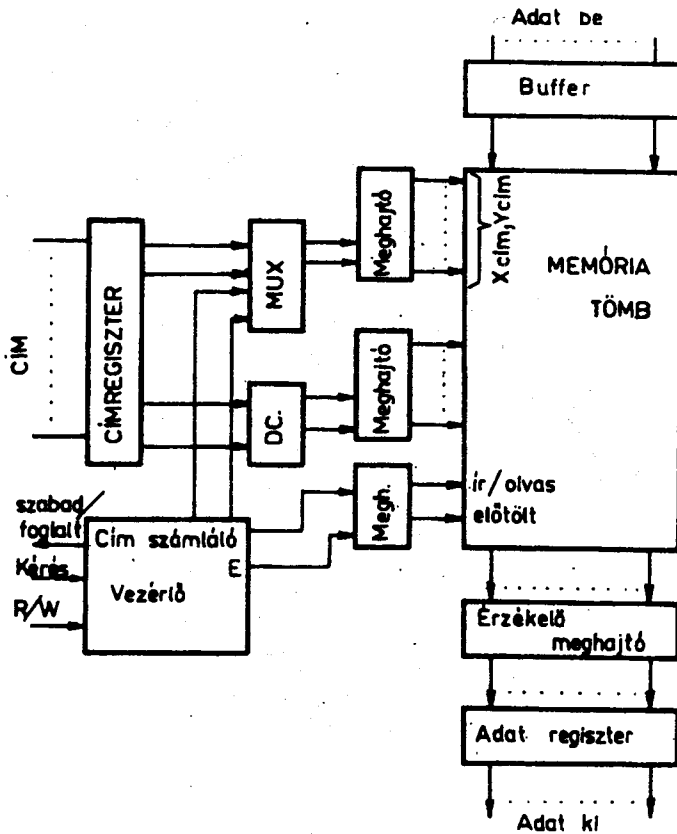 Adat be
Buffer
CÍM
CÍMREGISZTER
MUX
DC.
Meghajtó
Meghajtó
Megh.
Xcím, Ycím
MEMÓRIA
TÖMB
ír/olvas
előtölt
szabad/
foglalt
Kérés
R/W
Cím számláló
E
Vezérlő
Érzékelő
meghajtó
Adat regiszter
Adat ki